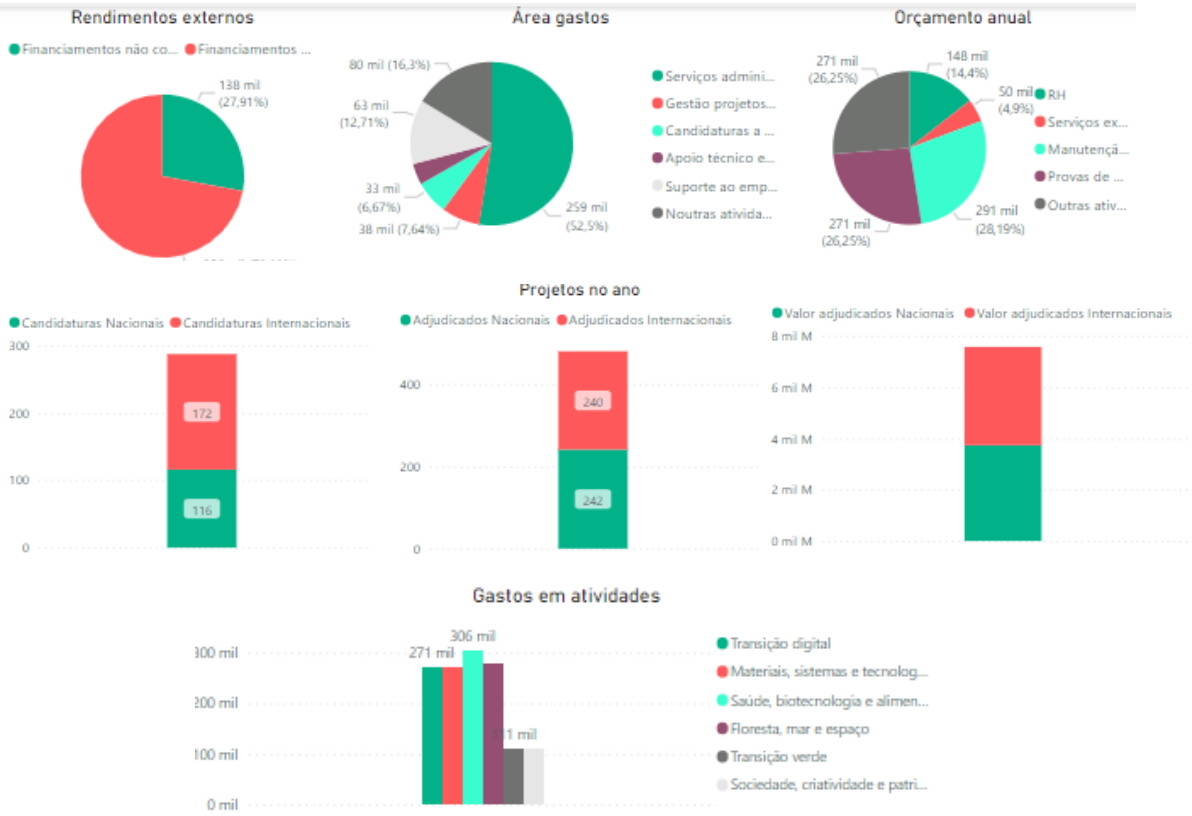 Rendimentos externos
Financiamentos não co... Financiamentos ...
138 mil
(27,91%)
Área gastos
80 mil (16,3%)
63 mil
(12,71%)
33 mil
(6,67%)
38 mil (7,64%)
259 mil
(52,5%)
Serviços admini...
Gestão projetos...
Candidaturas a ...
Apoio técnico e...
Suporte ao emp...
Noutras ativida...
Orçamento anual
271 mil
(26,25%)
148 mil
(14,4%)
50 mil
(4,9%)
291 mil
(28,19%)
271 mil
(26,25%)
RH
Serviços ex...
Manutençã...
Provas de ...
Outras ativ...
Projetos no ano
Candidaturas Nacionais Candidaturas Internacionais
300
200
100
0
172
116
Adjudicados Nacionais Adjudicados Internacionais
400
200
0
240
242
Valor adjudicados Nacionais Valor adjudicados Internacionais
8 mil M
6 mil M
4 mil M
2 mil M
0 mil M
Gastos em atividades
300 mil
200 mil
100 mil
0 mil
271 mil
306 mil
111 mil
Transição digital
Materiais, sistemas e tecnolog...
Saúde, biotecnologia e alimen...
Floresta, mar e espaço
Transição verde
Sociedade, criatividade e patri...